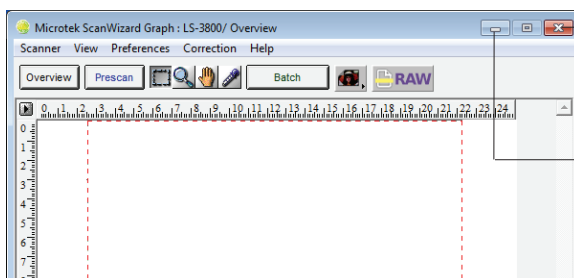 Microtek ScanWizard Graph : LS-3800/ Overview
Scanner View Preferences Correction Help
Overview Prescan Batch RAW
0 1 2 3 4 5 6 7 8 9 10 11 12 13 14 15 16 17 18 19 20 21 22 23 24
0
1
2
3
4
5
6
7